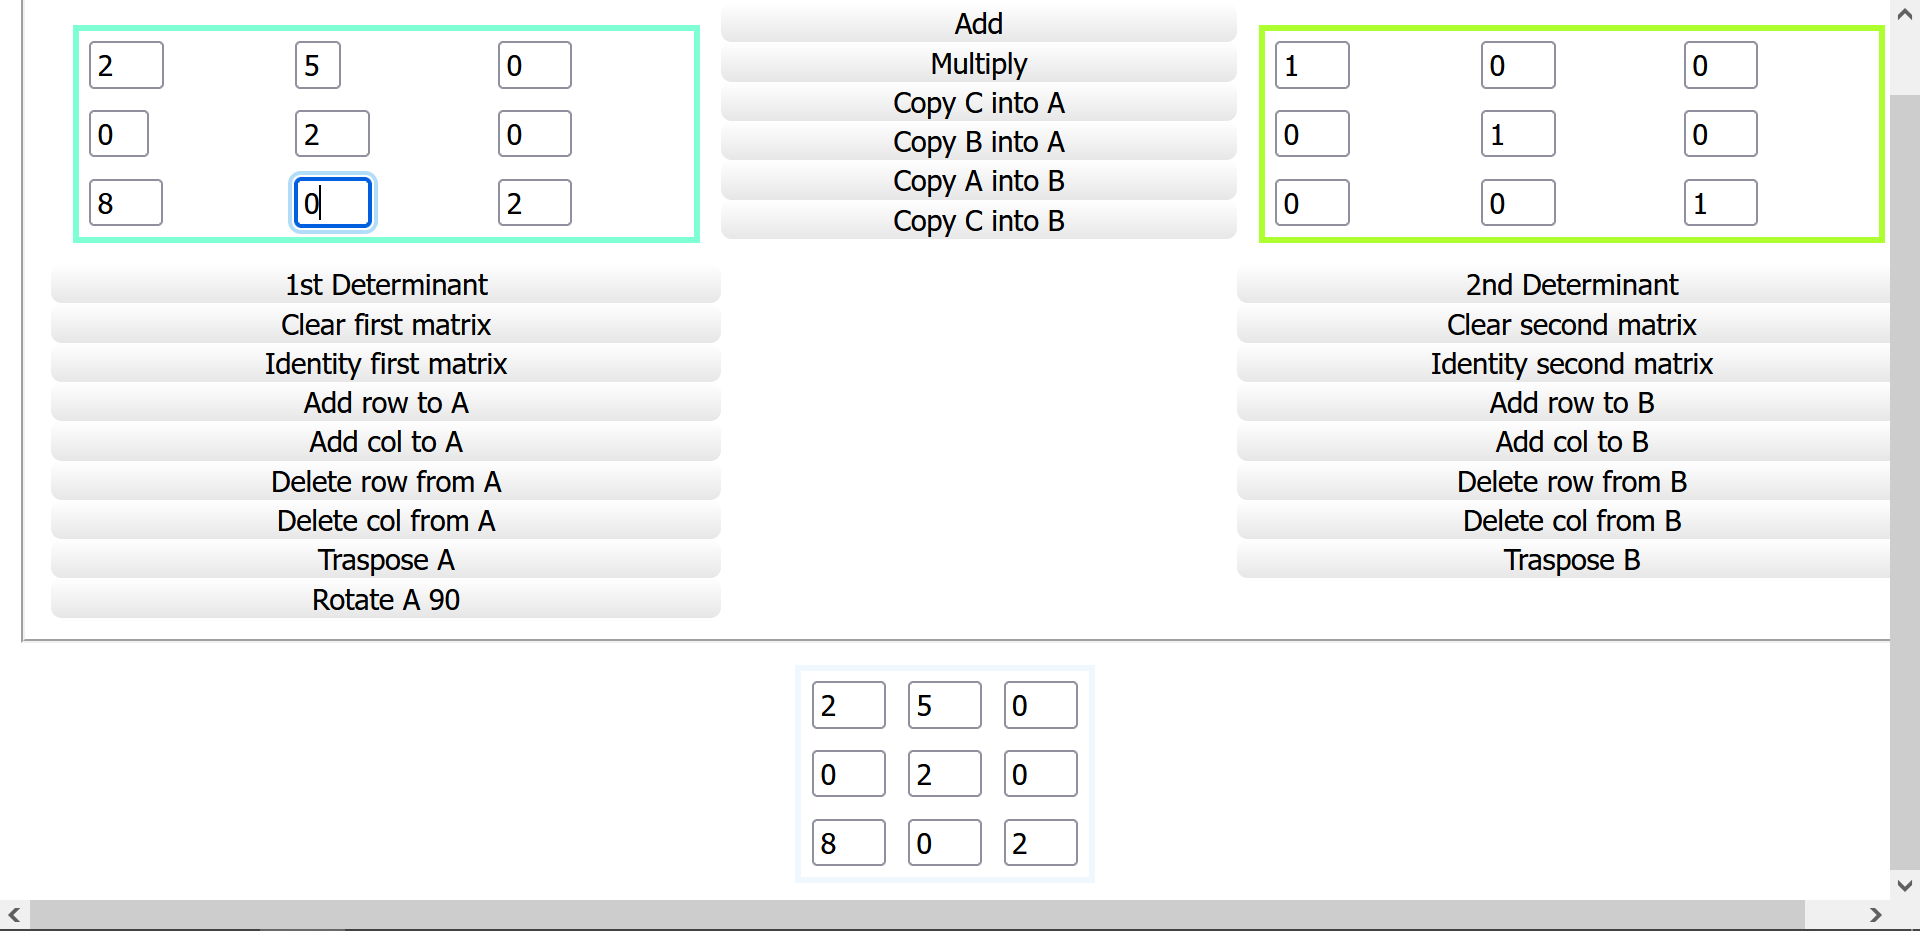 2 5 0
0 2 0
8 0 2
Add
Multiply
Copy C into A
Copy B into A
Copy A into B
Copy C into B
1 0 0
0 1 0
0 0 1
1st Determinant
Clear first matrix
Identity first matrix
Add row to A
Add col to A
Delete row from A
Delete col from A
Traspose A
Rotate A 90
2nd Determinant
Clear second matrix
Identity second matrix
Add row to B
Add col to B
Delete row from B
Delete col from B
Traspose B
2 5 0
0 2 0
8 0 2